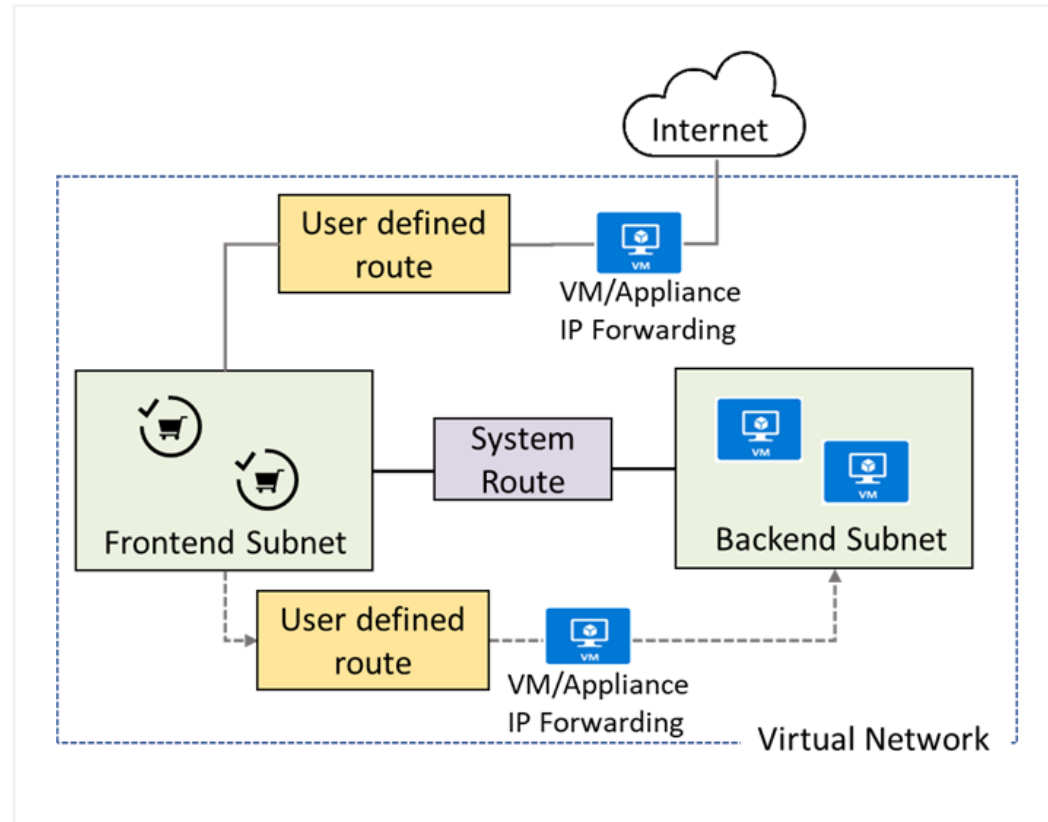 Internet
User defined
route
VM
VM/Appliance
IP Forwarding
System
Route
VM
VM
Frontend Subnet
Backend Subnet
User defined
route
VM
VM/Appliance
IP Forwarding
Virtual Network